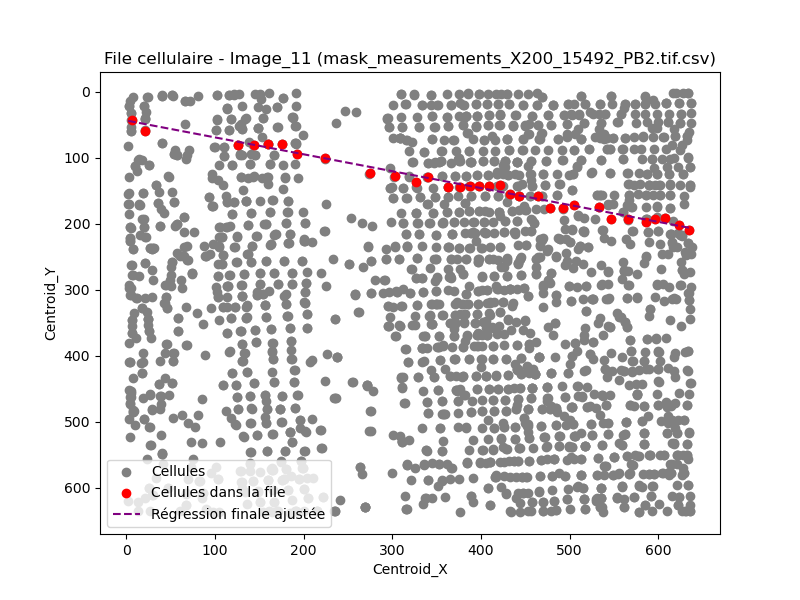 File cellulaire - Image_11 (mask_measurements_X200_15492_PB2.tif.csv)
0
100
200
300
400
500
600
Centroid_Y
Cellules
Cellules dans la file
Régression finale ajustée
0 100 200 300 400 500 600
Centroid_X